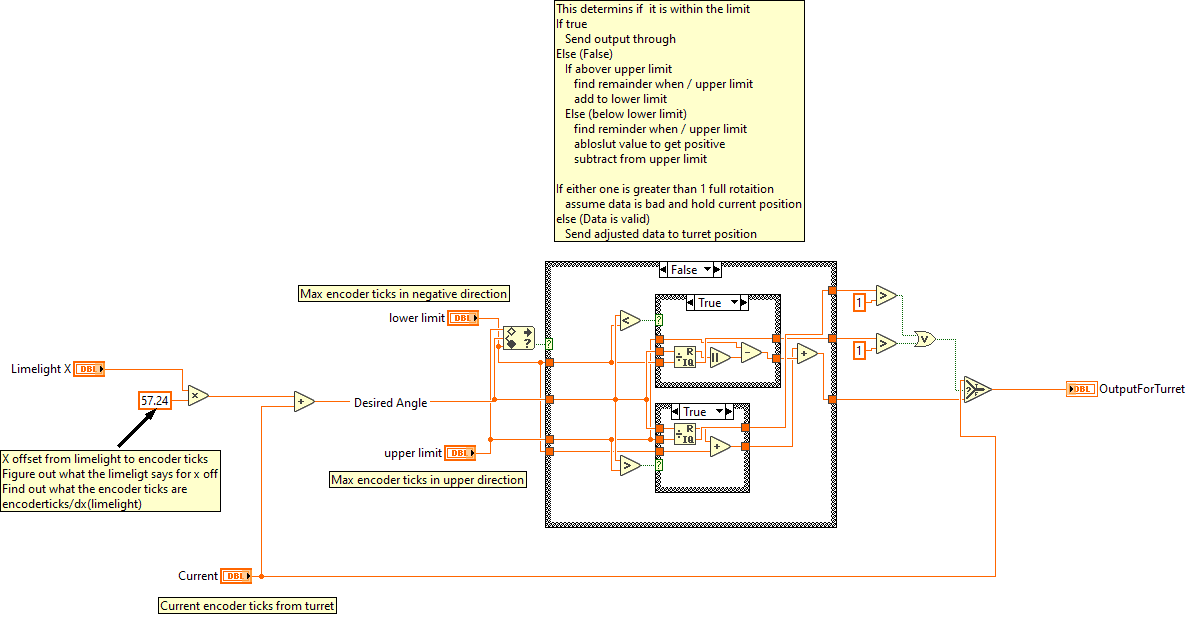 This determins if  it is within the limit
If true
Send output through
Else (False)
If abover upper limit
find remainder when / upper limit
add to lower limit
Else (below lower limit)
find reminder when / upper limit
abloslut value to get positive
subtract from upper limit
If either one is greater than 1 full rotaition
assume data is bad and hold current position
else (Data is valid)
Send adjusted data to turret position
False
Max encoder ticks in negative direction
True
1
lower limit DBL
?
R
IQ
1
Limelight X DBL
57.24
Desired Angle
DBL OutputForTurret
True
R
IQ
upper limit DBL
X offset from limelight to encoder ticks
Figure out what the limeligt says for x off
Find out what the encoder ticks are
encoderticks/dx(limelight)
Max encoder ticks in upper direction
Current DBL
Current encoder ticks from turret